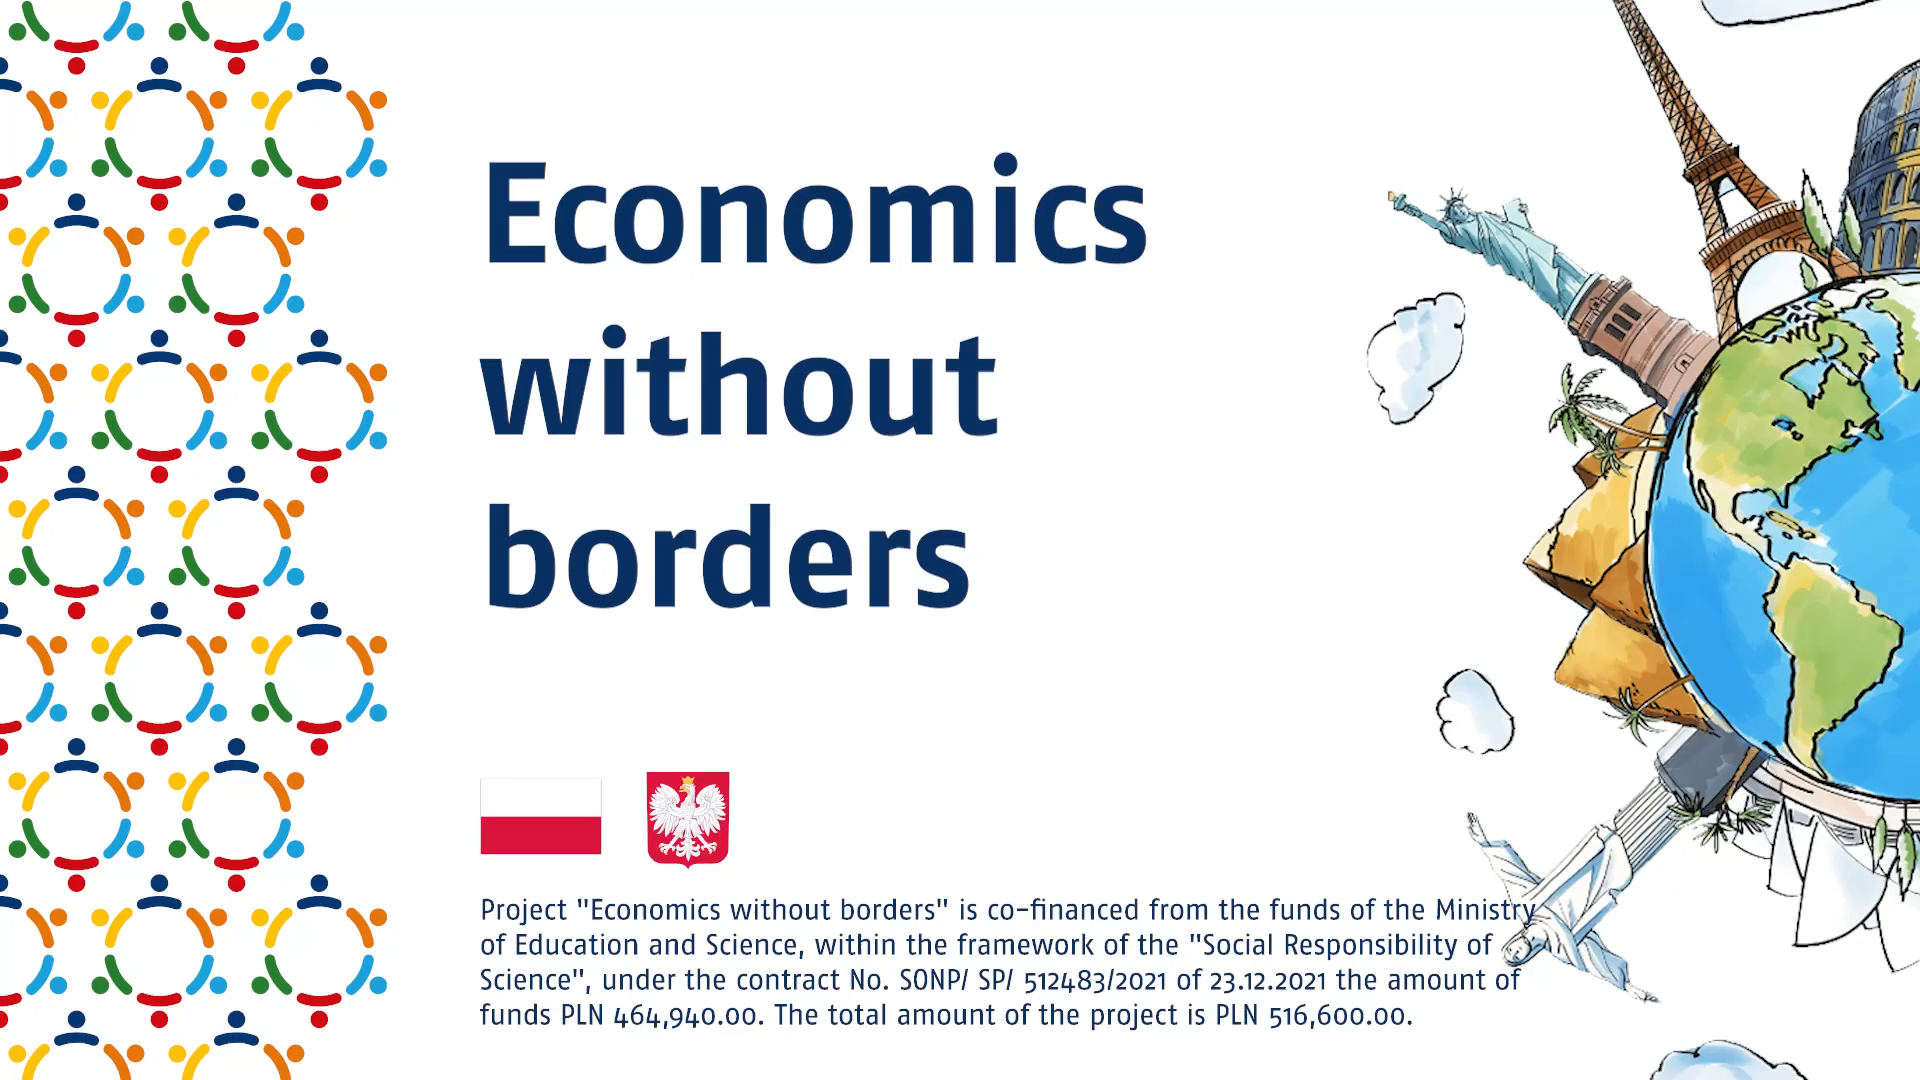 Economics
without
borders
Project "Economics without borders" is co-financed from the funds of the Ministry
of Education and Science, within the framework of the "Social Responsibility of
Science", under the contract No. SONP/ SP/ 512483/2021 of 23.12.2021 the amount of
funds PLN 464,940.00. The total amount of the project is PLN 516,600.00.